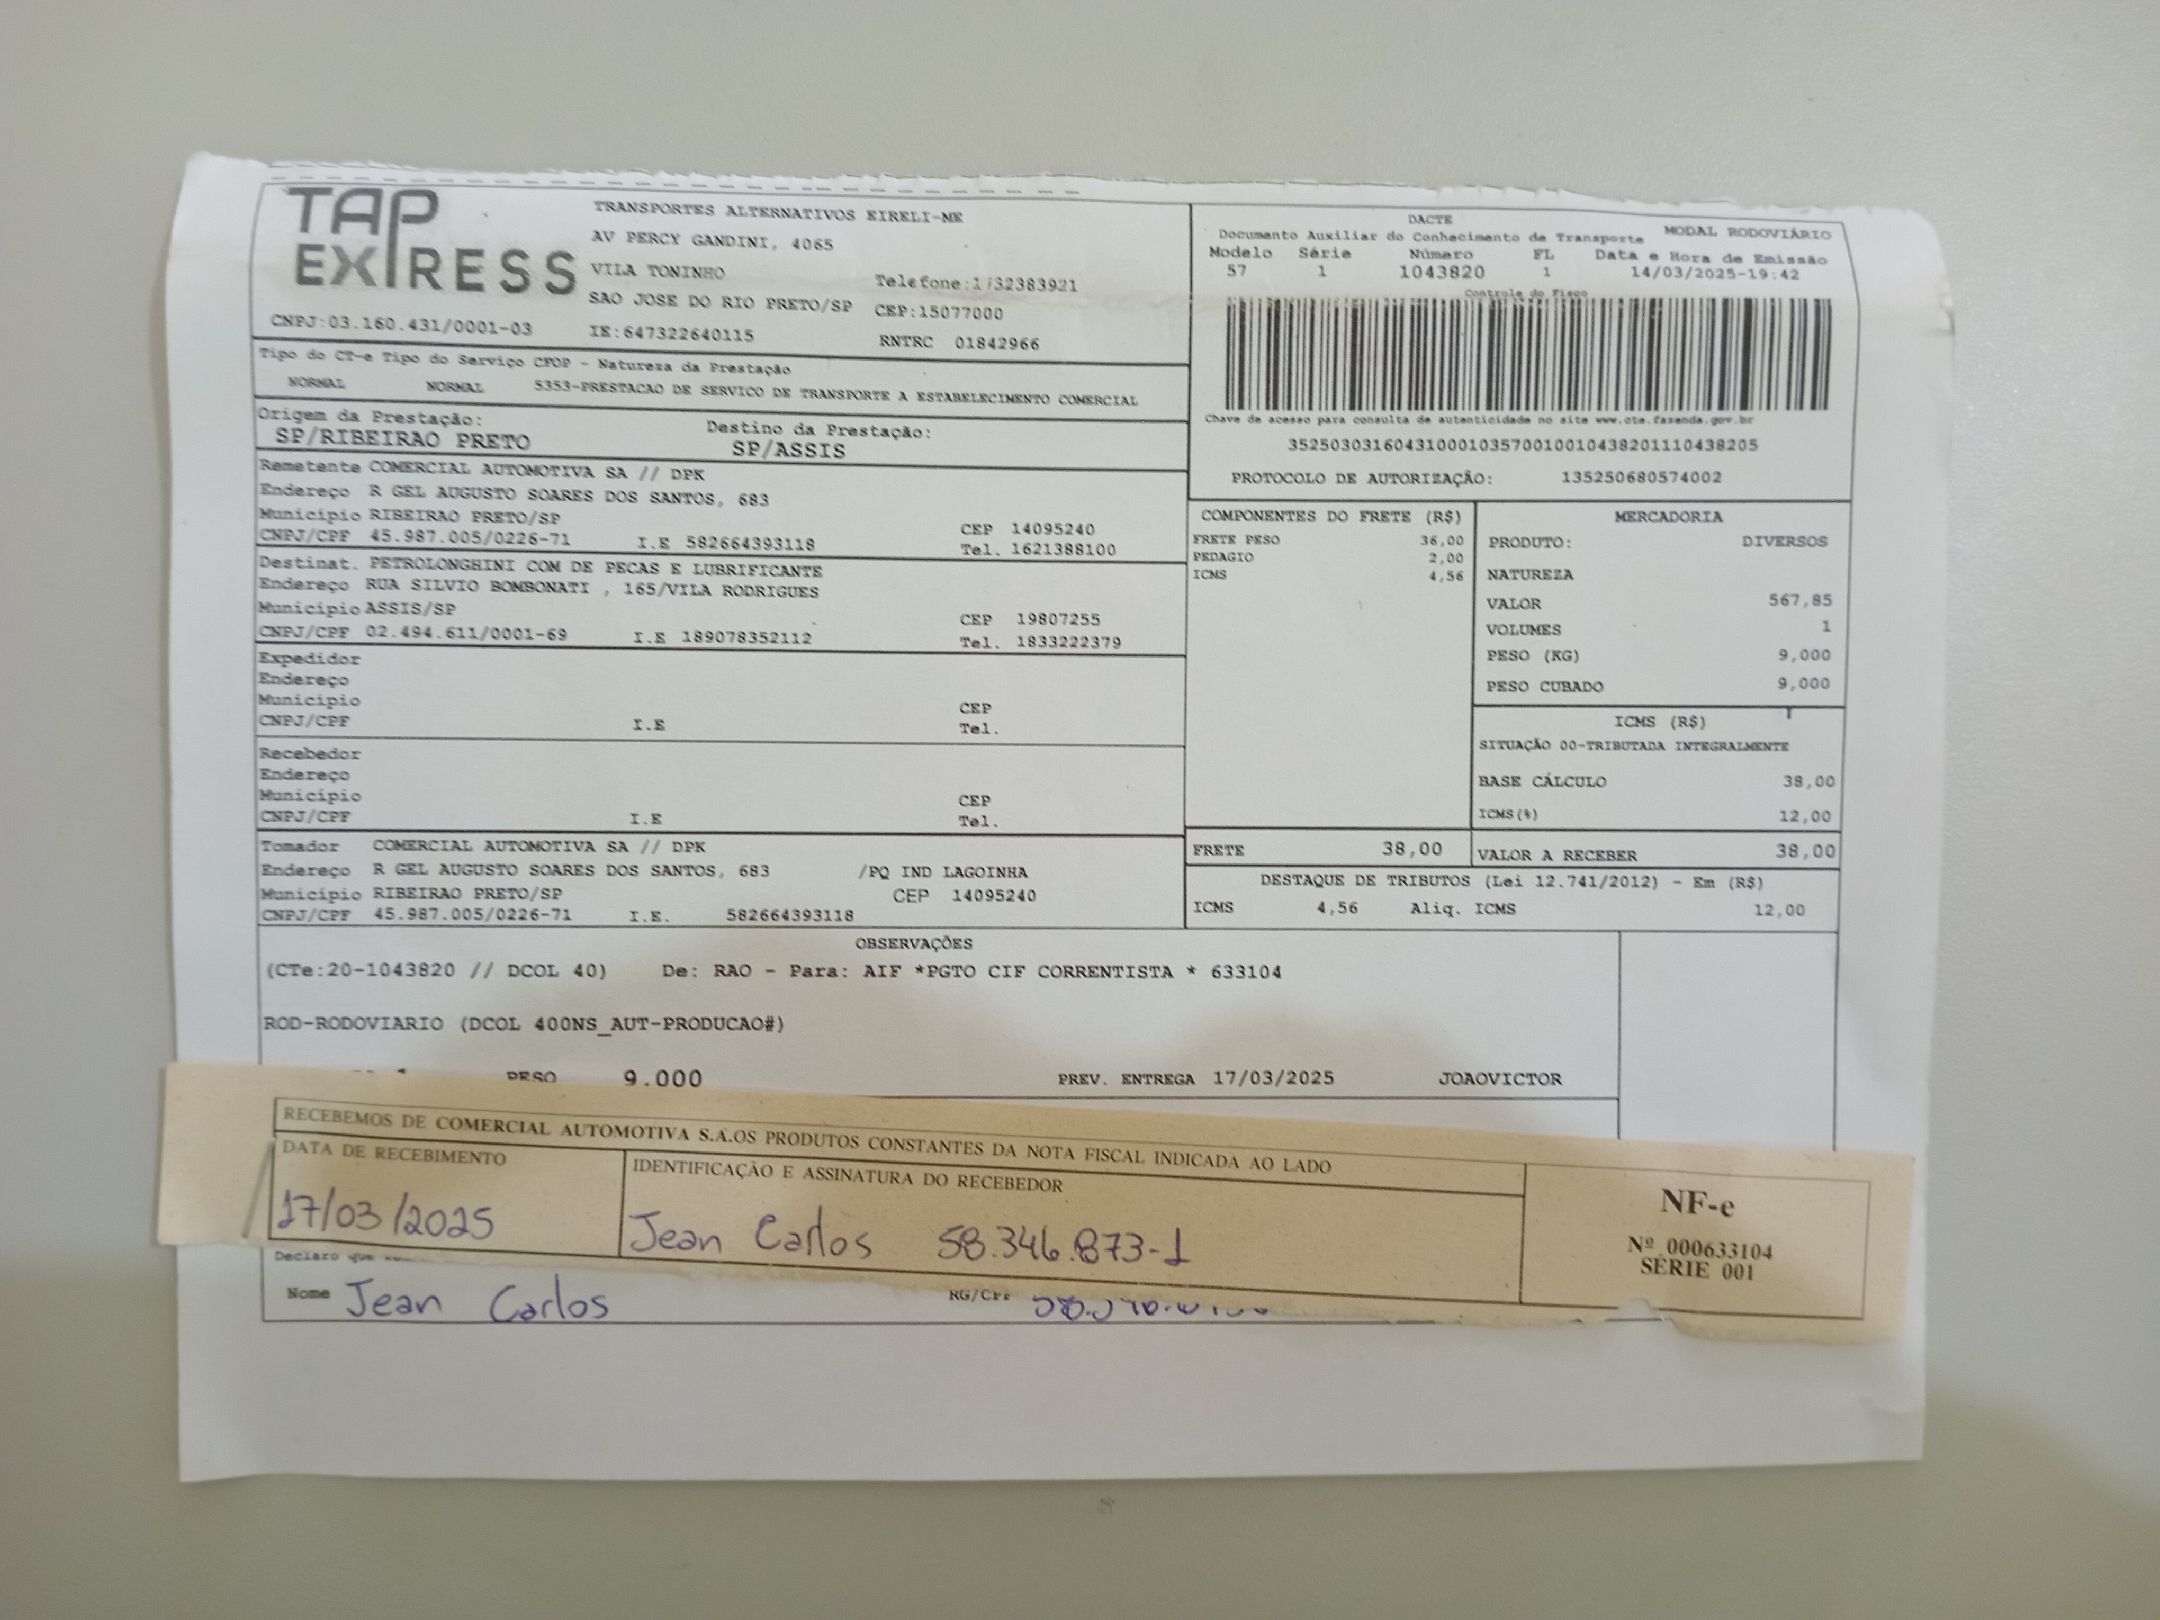 TAP EXPRESS
TRANSPORTES ALTERNATIVOS EIRELI-ME
AV PERCY GANDINI, 4065
VILA TONINHO Telefone:1732383921
SAO JOSE DO RIO PRETO/SP CEP:15077000
CNPJ:03.160.431/0001-03 IE:647322640115 RNTRC 01842966
DACTE
Documento Auxiliar do Conhecimento de Transporte MODAL RODOVIÁRIO
Modelo Série Número FL Data e Hora de Emissão
57 1 1043820 1 14/03/2025-19:42
Controle do Fisco
Chave de acesso para consulta de autenticidade no site www.cte.fazenda.gov.br
35250303160431000103570010010438201110438205
PROTOCOLO DE AUTORIZAÇÃO: 135250680574002
Tipo do CT-e Tipo do Serviço CFOP - Natureza da Prestação
NORMAL NORMAL 5353-PRESTACAO DE SERVICO DE TRANSPORTE A ESTABELECIMENTO COMERCIAL
Origem da Prestação: Destino da Prestação:
SP/RIBEIRAO PRETO SP/ASSIS
Remetente COMERCIAL AUTOMOTIVA SA // DPK
Endereço R GEL AUGUSTO SOARES DOS SANTOS, 683
Município RIBEIRAO PRETO/SP CEP 14095240
CNPJ/CPF 45.987.005/0226-71 I.E 582664393118 Tel. 1621388100
Destinat. PETROLONGHINI COM DE PECAS E LUBRIFICANTE
Endereço RUA SILVIO BOMBONATI , 165/VILA RODRIGUES
Município ASSIS/SP CEP 19807255
CNPJ/CPF 02.494.611/0001-69 I.E 189078352112 Tel. 1833222379
Expedidor
Endereço
Município CEP
CNPJ/CPF I.E Tel.
Recebedor
Endereço
Município CEP
CNPJ/CPF I.E Tel.
Tomador COMERCIAL AUTOMOTIVA SA // DPK
Endereço R GEL AUGUSTO SOARES DOS SANTOS, 683 /PQ IND LAGOINHA
Município RIBEIRAO PRETO/SP CEP 14095240
CNPJ/CPF 45.987.005/0226-71 I.E. 582664393118
COMPONENTES DO FRETE (R$)
FRETE PESO 36,00
PEDAGIO 2,00
ICMS 4,56
MERCADORIA
PRODUTO: DIVERSOS
NATUREZA
VALOR 567,85
VOLUMES 1
PESO (KG) 9,000
PESO CUBADO 9,000
ICMS (R$)
SITUAÇÃO 00-TRIBUTADA INTEGRALMENTE
BASE CÁLCULO 38,00
ICMS(%) 12,00
FRETE 38,00 VALOR A RECEBER 38,00
DESTAQUE DE TRIBUTOS (Lei 12.741/2012) - Em (R$)
ICMS 4,56 Aliq. ICMS 12,00
OBSERVAÇÕES
(CTe:20-1043820 // DCOL 40) De: RAO - Para: AIF *PGTO CIF CORRENTISTA * 633104
ROD-RODOVIARIO (DCOL 400NS_AUT-PRODUCAO#)
PESO 9.000 PREV. ENTREGA 17/03/2025 JOAOVICTOR
RECEBEMOS DE COMERCIAL AUTOMOTIVA S.A.OS PRODUTOS CONSTANTES DA NOTA FISCAL INDICADA AO LADO
DATA DE RECEBIMENTO IDENTIFICAÇÃO E ASSINATURA DO RECEBEDOR
17/03/2025 Jean Carlos 58.346.873-1
NF-e
Nº 000633104
SÉRIE 001
Declaro que
Nome Jean Carlos RG/CPF